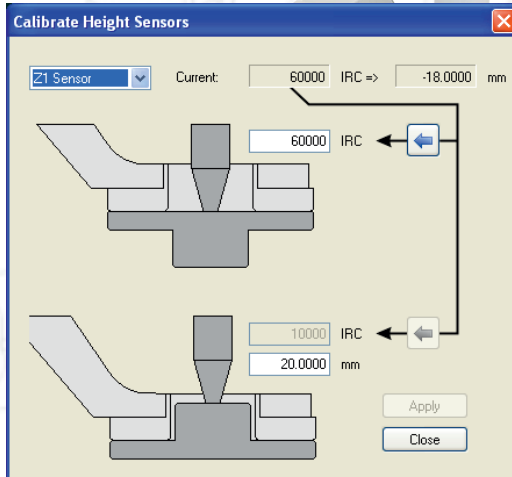 Calibrate Height Sensors
Z1 Sensor Current: 60000 IRC => -18.0000 mm
60000 IRC
10000 IRC
20.0000 mm
Apply
Close